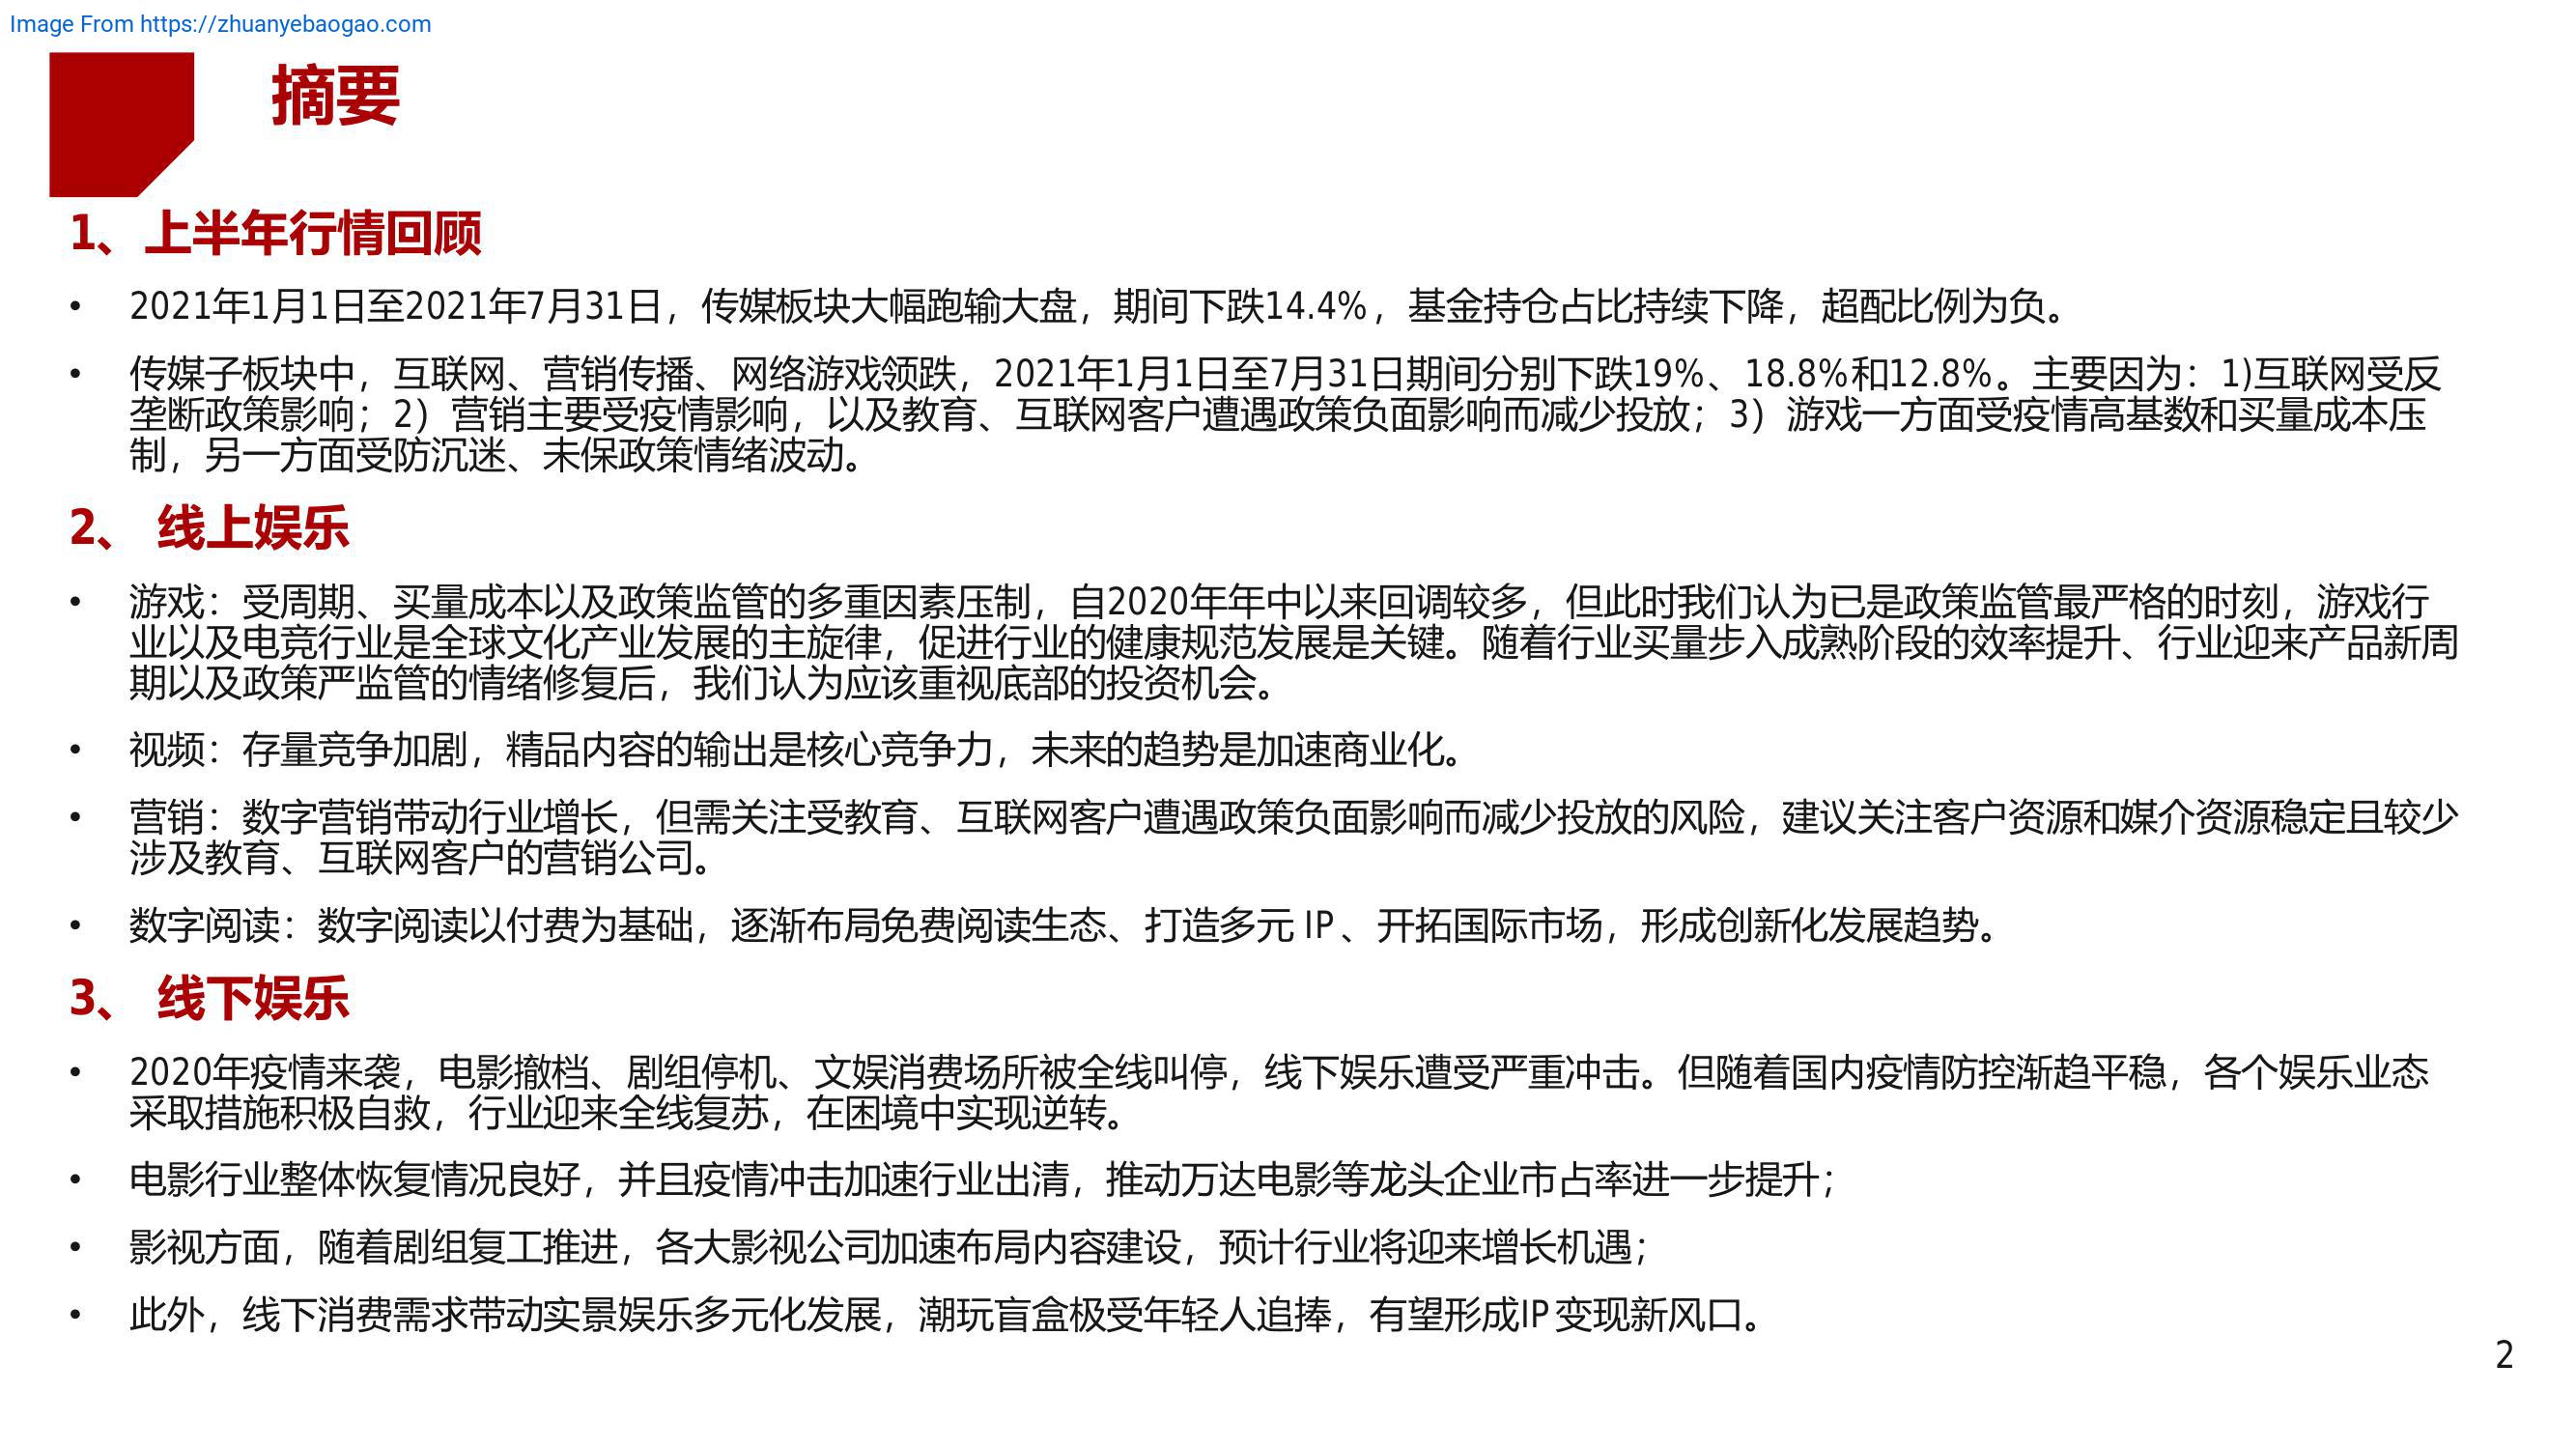 Image From https://zhuanyebaogao.com
摘要
1、上半年行情回顾
• 2021年1月1日至2021年7月31日，传媒板块大幅跑输大盘，期间下跌14.4%，基金持仓占比持续下降，超配比例为负。
• 传媒子板块中，互联网、营销传播、网络游戏领跌，2021年1月1日至7月31日期间分别下跌19%、18.8%和12.8%。主要因为：1)互联网受反
垄断政策影响；2）营销主要受疫情影响，以及教育、互联网客户遭遇政策负面影响而减少投放；3）游戏一方面受疫情高基数和买量成本压
制，另一方面受防沉迷、未保政策情绪波动。
2、 线上娱乐
• 游戏：受周期、买量成本以及政策监管的多重因素压制，自2020年年中以来回调较多，但此时我们认为已是政策监管最严格的时刻，游戏行
业以及电竞行业是全球文化产业发展的主旋律，促进行业的健康规范发展是关键。随着行业买量步入成熟阶段的效率提升、行业迎来产品新周
期以及政策严监管的情绪修复后，我们认为应该重视底部的投资机会。
• 视频：存量竞争加剧，精品内容的输出是核心竞争力，未来的趋势是加速商业化。
• 营销：数字营销带动行业增长，但需关注受教育、互联网客户遭遇政策负面影响而减少投放的风险，建议关注客户资源和媒介资源稳定且较少
涉及教育、互联网客户的营销公司。
• 数字阅读：数字阅读以付费为基础，逐渐布局免费阅读生态、打造多元 IP 、开拓国际市场，形成创新化发展趋势。
3、 线下娱乐
• 2020年疫情来袭，电影撤档、剧组停机、文娱消费场所被全线叫停，线下娱乐遭受严重冲击。但随着国内疫情防控渐趋平稳，各个娱乐业态
采取措施积极自救，行业迎来全线复苏，在困境中实现逆转。
• 电影行业整体恢复情况良好，并且疫情冲击加速行业出清，推动万达电影等龙头企业市占率进一步提升；
• 影视方面，随着剧组复工推进，各大影视公司加速布局内容建设，预计行业将迎来增长机遇；
• 此外，线下消费需求带动实景娱乐多元化发展，潮玩盲盒极受年轻人追捧，有望形成IP变现新风口。
2